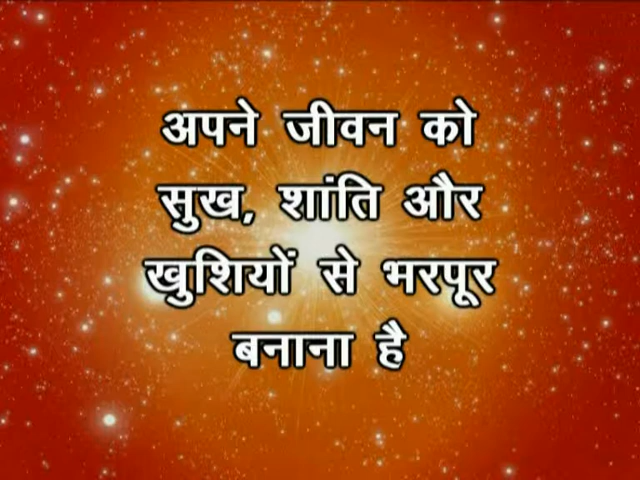 अपने जीवन को
सुख, शांति और
खुशियों से भरपूर
बनाना है